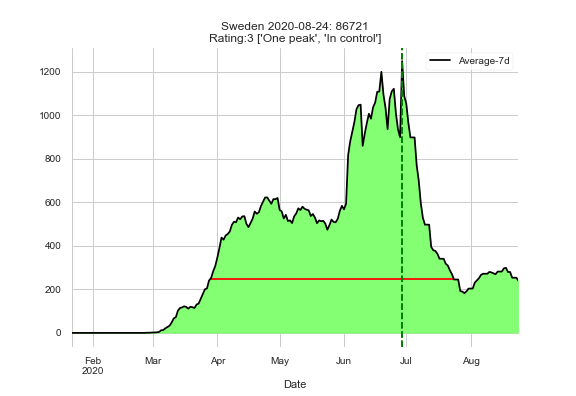 Sweden 2020-08-24: 86721
Rating:3 ['One peak', 'In control']
Average-7d
1200
1000
800
600
400
200
0
Feb
2020
Mar
Apr
May
Jun
Jul
Aug
Date